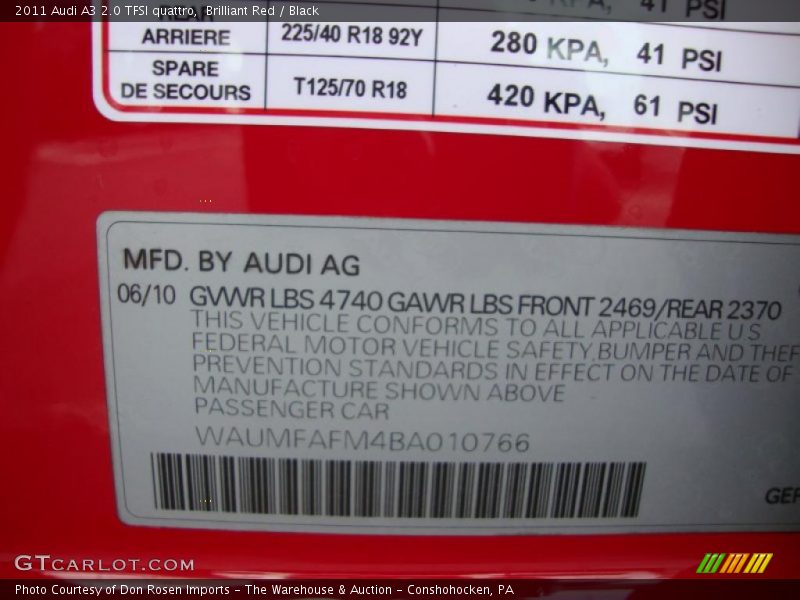 2011 Audi A3 2.0 TFSI quattro, Brilliant Red / Black
REAR 41 PSI
ARRIERE 225/40 R18 92Y 280 KPA, 41 PSI
SPARE
DE SECOURS T125/70 R18 420 KPA, 61 PSI
MFD. BY AUDI AG
06/10 GVWR LBS 4740 GAWR LBS FRONT 2469/REAR 2370
THIS VEHICLE CONFORMS TO ALL APPLICABLE U S
FEDERAL MOTOR VEHICLE SAFETY,BUMPER AND THEF
PREVENTION STANDARDS IN EFFECT ON THE DATE OF
MANUFACTURE SHOWN ABOVE
PASSENGER CAR
WAUMFAFM4BA010766
GER
GTCARLOT.COM
Photo Courtesy of Don Rosen Imports - The Warehouse & Auction - Conshohocken, PA